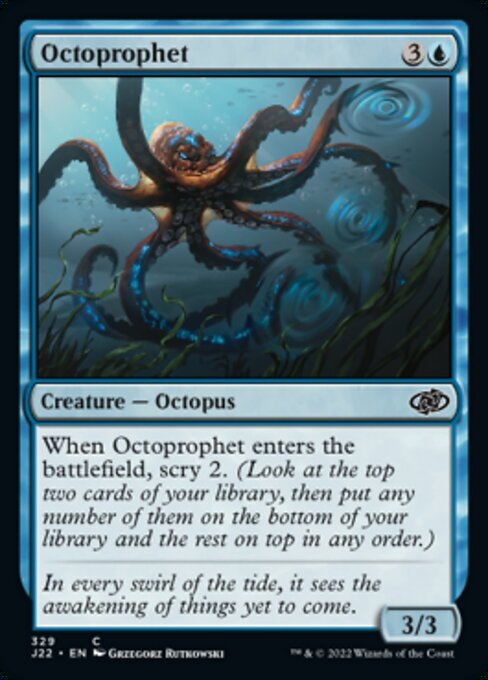 Octoprophet 3
Creature — Octopus
When Octoprophet enters the
battlefield, scry 2. (Look at the top
two cards of your library, then put any
number of them on the bottom of your
library and the rest on top in any order.)
In every swirl of the tide, it sees the
awakening of things yet to come.
3/3
329 C
J22 • EN Grzegorz Rutkowski ™ & © 2022 Wizards of the Coast